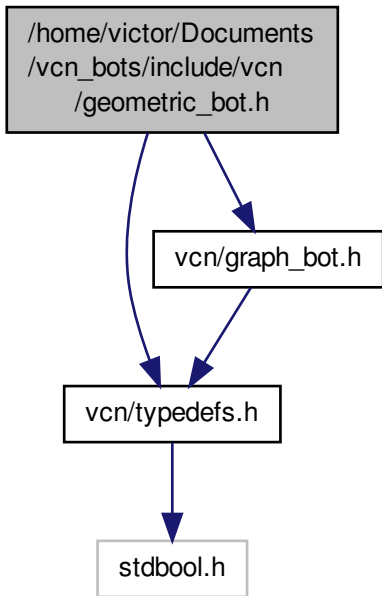 /home/victor/Documents
/vcn_bots/include/vcn
/geometric_bot.h
vcn/graph_bot.h
vcn/typedefs.h
stdbool.h